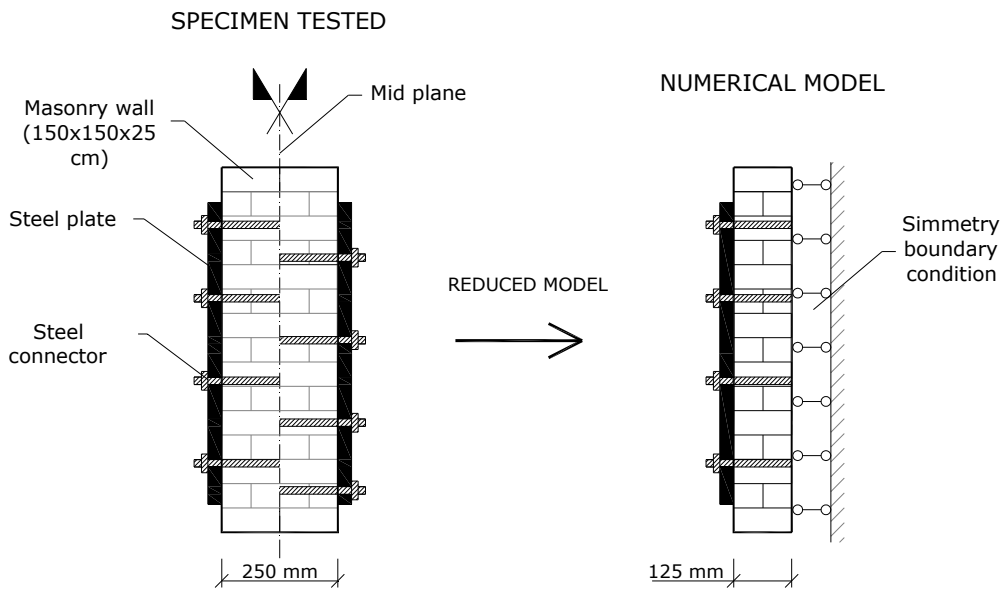 SPECIMEN TESTED
Mid plane
Masonry wall
(150x150x25
cm)
Steel plate
Steel
connector
250 mm
REDUCED MODEL
NUMERICAL MODEL
Simmetry
boundary
condition
125 mm